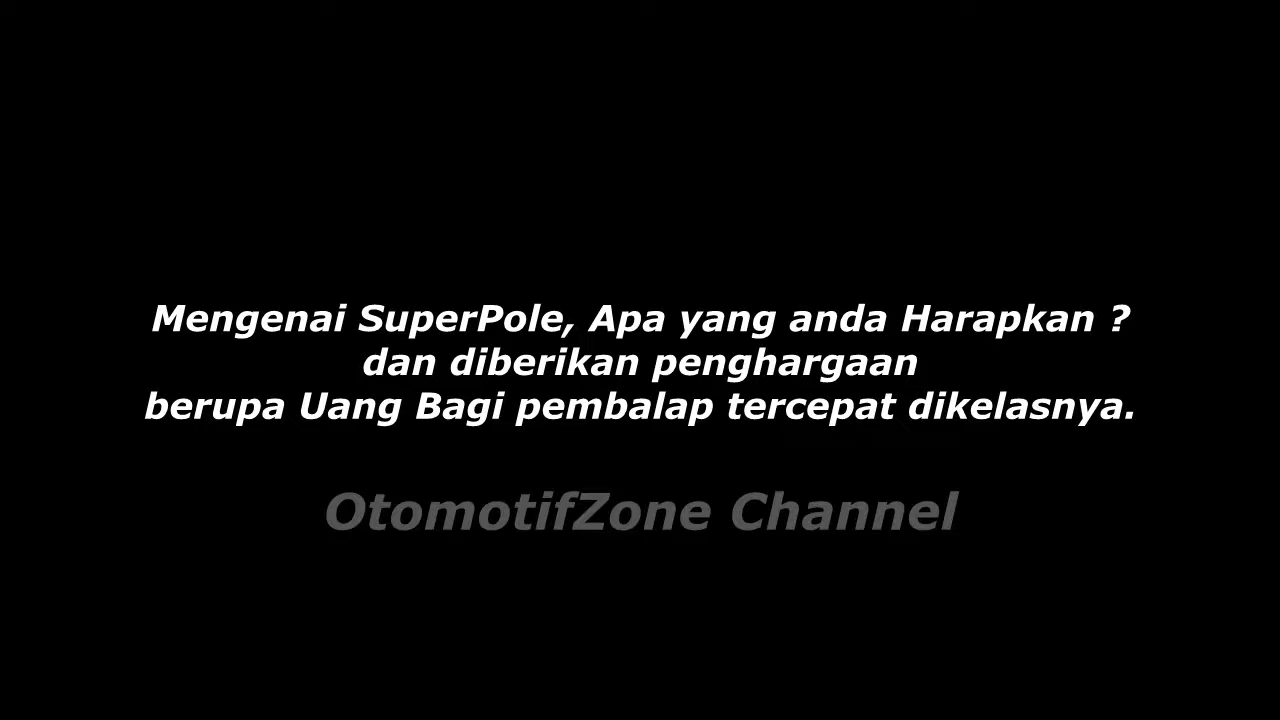 Mengenai SuperPole, Apa yang anda Harapkan ?
dan diberikan penghargaan
berupa Uang Bagi pembalap tercepat dikelasnya.
OtomotifZone Channel